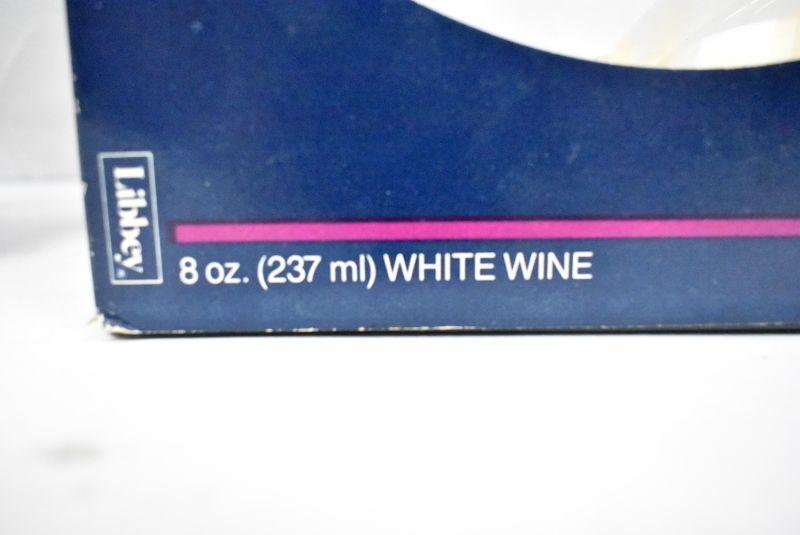 Libbey®
8 oz. (237 ml) WHITE WINE